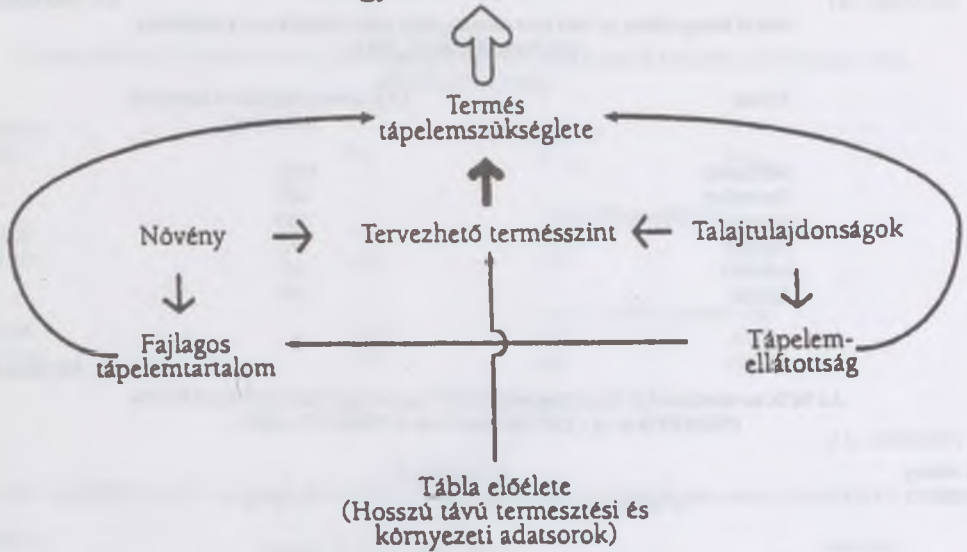 Termés
tápelemszükséglete
Növény
Tervezhető termésszint
Talajtulajdonságok
Fajlagos
tápelemtartalom
Tápelem-
ellátottság
Tábla előélete
(Hosszú távú termesztési és
környezeti adatsorok)